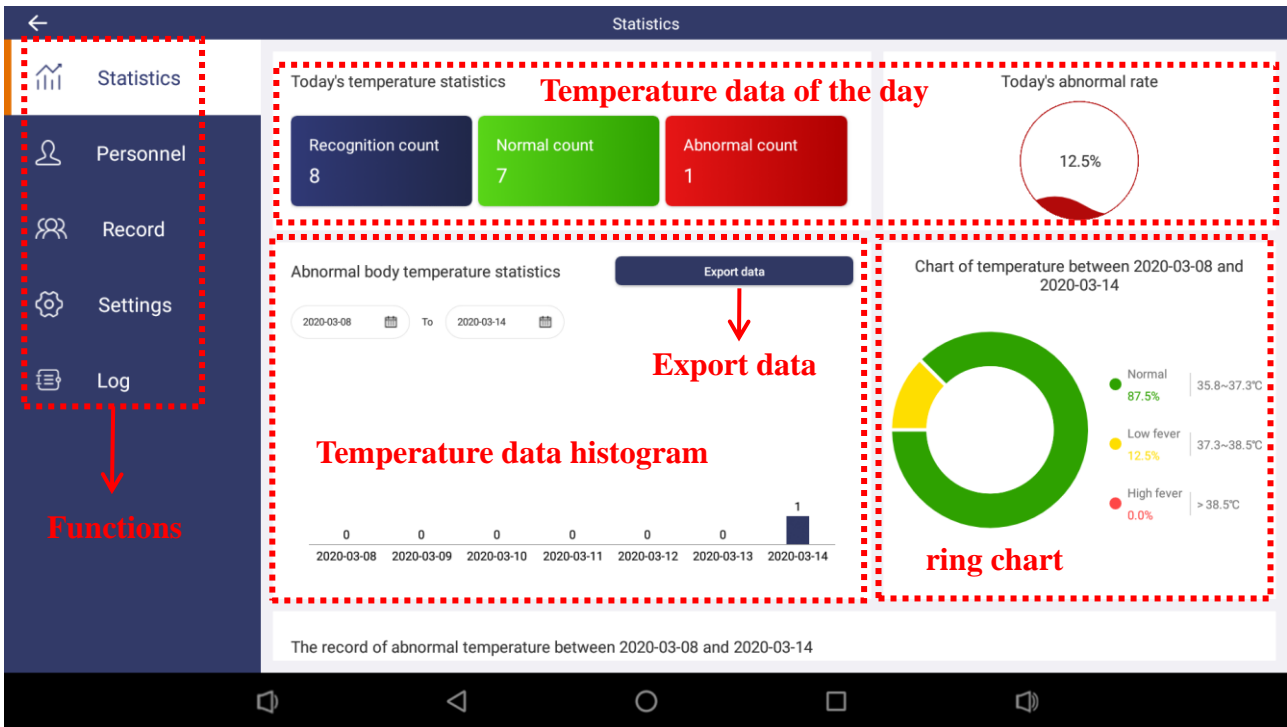 Statistics
Statistics
Personnel
Record
Settings
Log
Functions
Today's temperature statistics
Temperature data of the day
Today's abnormal rate
Recognition count
8
Normal count
7
Abnormal count
1
12.5%
Abnormal body temperature statistics
Export data
2020-03-08
To
2020-03-14
Export data
Temperature data histogram
0
0
0
0
0
0
1
2020-03-08
2020-03-09
2020-03-10
2020-03-11
2020-03-12
2020-03-13
2020-03-14
Chart of temperature between 2020-03-08 and
2020-03-14
Normal
87.5%
35.8~37.3℃
Low fever
12.5%
37.3~38.5℃
High fever
0.0%
> 38.5℃
ring chart
The record of abnormal temperature between 2020-03-08 and 2020-03-14